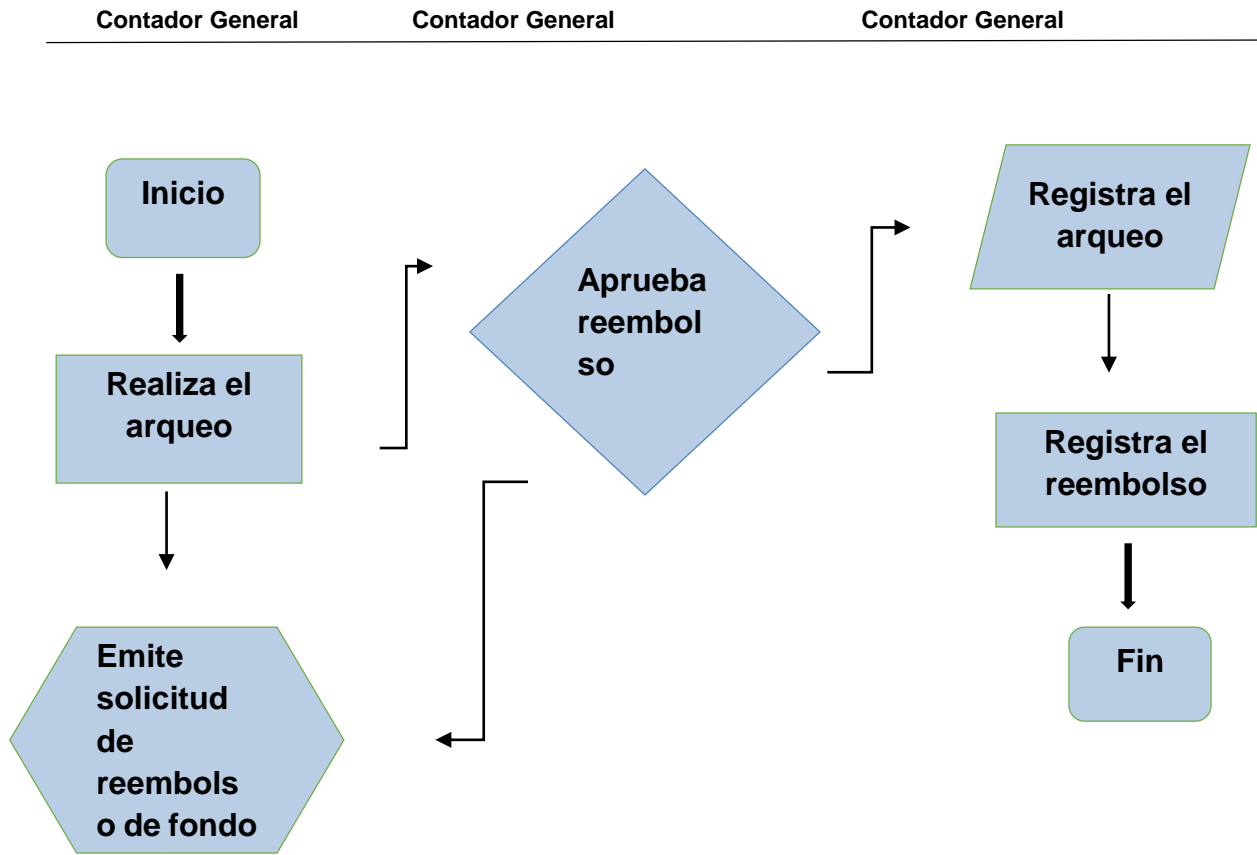 Contador General
Contador General
Contador General
Inicio
Realiza el
arqueo
Emite
solicitud
de
reembols
o de fondo
Aprueba
reembol
so
Registra el
arqueo
Registra el
reembolso
Fin